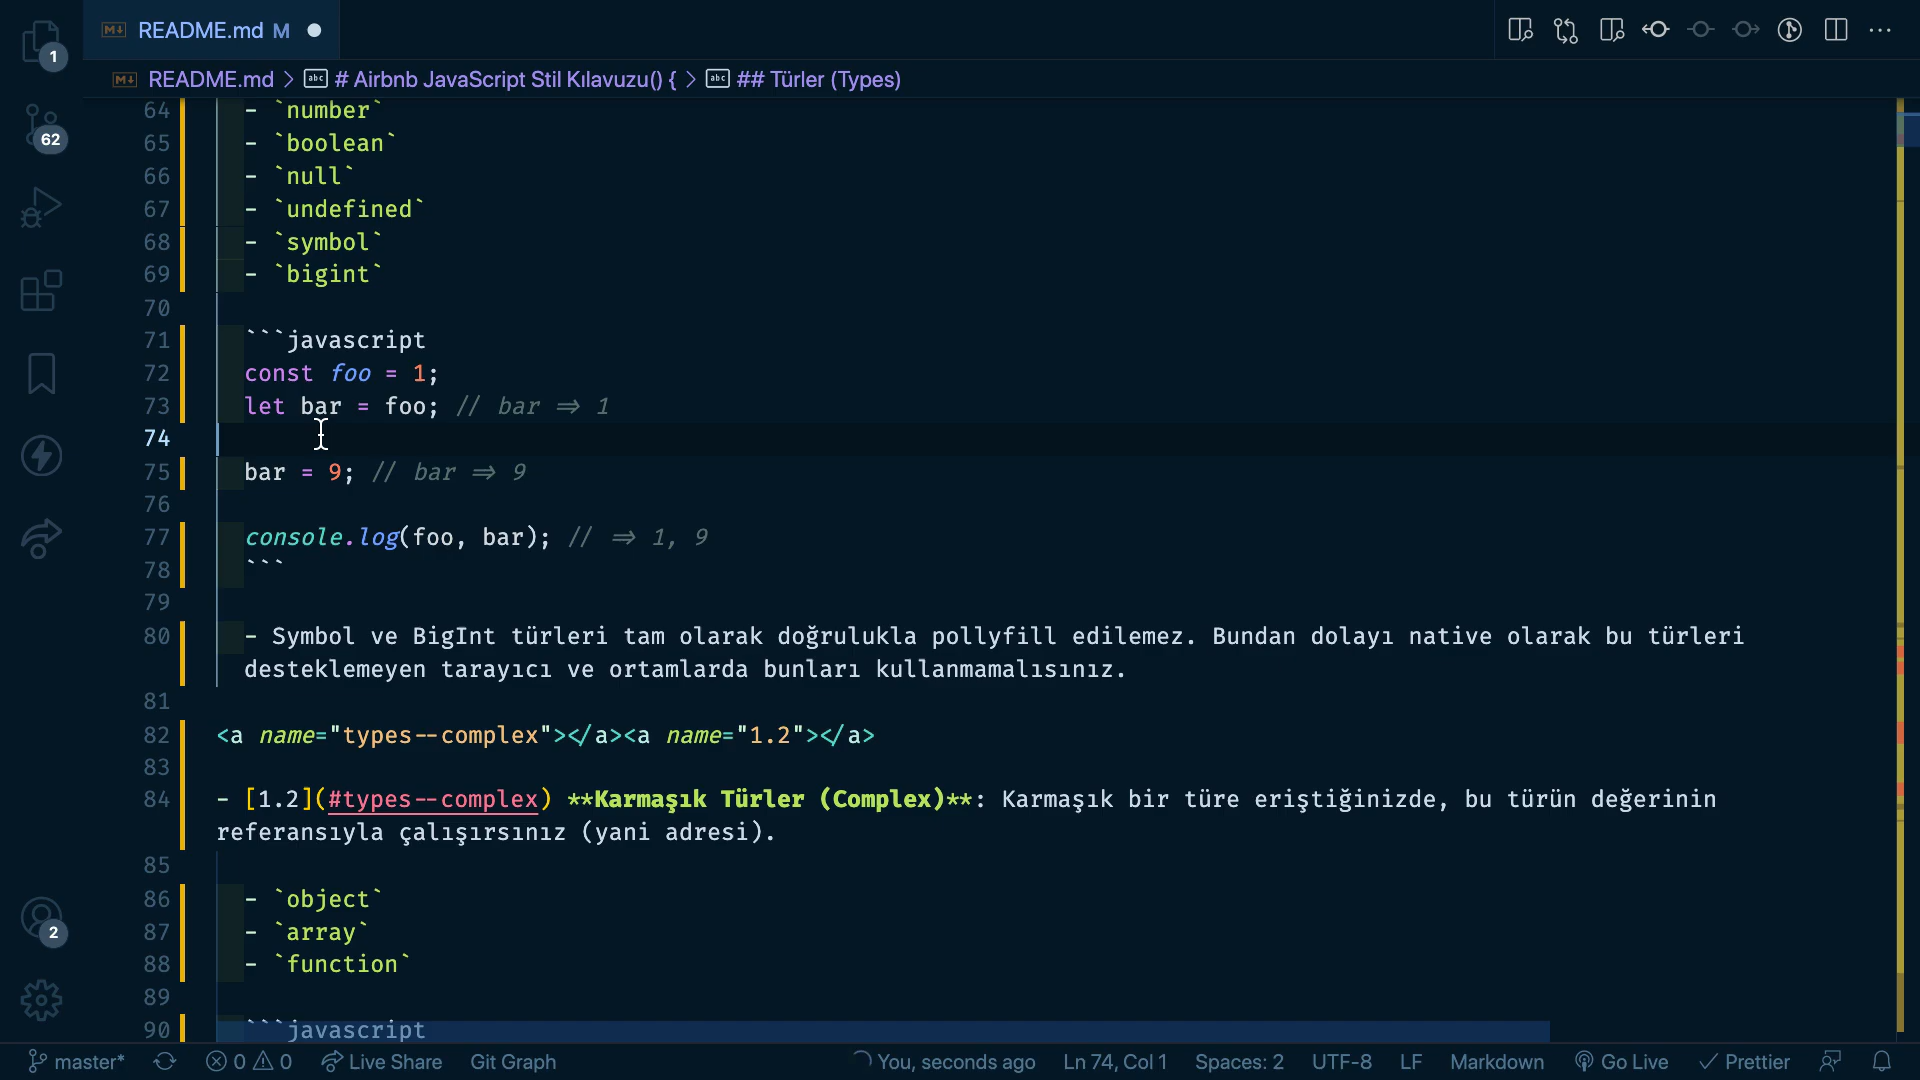 README.md M
1
README.md > # Airbnb JavaScript Stil Kılavuzu() { > ## Türler (Types)
64 - `number`
65 - `boolean`
62
66 - `null`
67 - `undefined`
68 - `symbol`
69 - `bigint`
70
71 ```javascript
72 const foo = 1;
73 let bar = foo; // bar => 1
74
75 bar = 9; // bar => 9
76
77 console.log(foo, bar); // => 1, 9
78 ```
79
80 - Symbol ve BigInt türleri tam olarak doğrulukla pollyfill edilemez. Bundan dolayı native olarak bu türleri
desteklemeyen tarayıcı ve ortamlarda bunları kullanmamalısınız.
81
82 <a name="types--complex"></a><a name="1.2"></a>
83
84 - [1.2](#types--complex) **Karmaşık Türler (Complex)**: Karmaşık bir türe eriştiğinizde, bu türün değerinin
referansıyla çalışırsınız (yani adresi).
85
86 - `object`
87 - `array`
2
88 - `function`
89
90 ```javascript
master* 0 0 Live Share Git Graph You, seconds ago Ln 74, Col 1 Spaces: 2 UTF-8 LF Markdown Go Live Prettier